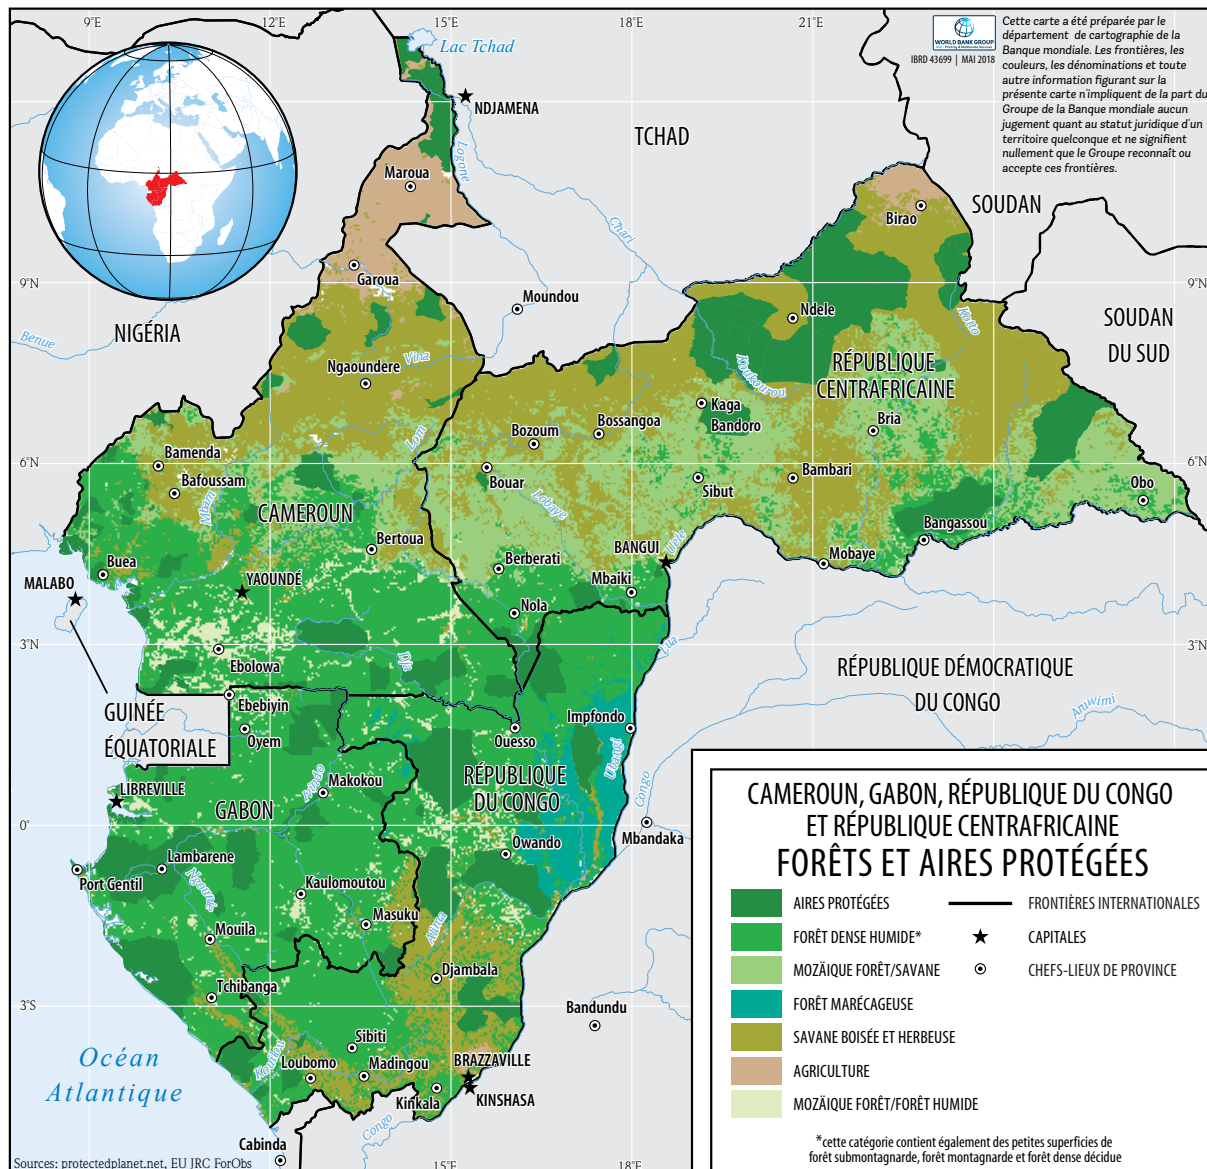 9°E
12°E
15°E
18°E
21°E
WORLD BANK GROUP
IBRD 43699 | MAI 2018
Cette carte a été préparée par le
département de cartographie de la
Banque mondiale. Les frontières, les
couleurs, les dénominations et toute
autre information figurant sur la
présente carte n'impliquent de la part du
Groupe de la Banque mondiale aucun
jugement quant au statut juridique d'un
territoire quelconque et ne signifient
nullement que le Groupe reconnaît ou
accepte ces frontières.
Lac Tchad
NDJAMENA
TCHAD
Logone
Maroua
SOUDAN
Birao
Chari
Garoua
9°N
9°N
Moundou
Ndele
Kotto
SOUDAN
DU SUD
NIGÉRIA
Benue
Vina
Ngaoundere
Koukourou
RÉPUBLIQUE
CENTRAFRICAINE
Kaga
Bandoro
Bossangoa
Bozoum
Bria
Lom
Bamenda
6°N
6°N
Bafoussam
Bouar
Sibut
Bambari
Obo
Mbam
Lobaye
CAMEROUN
Bertoua
BANGUI
Uele
Bangassou
Mobaye
Buea
Berberati
Mbaiki
MALABO
YAOUNDÉ
Nola
3°N
3°N
Lua
Ebolowa
Dja
RÉPUBLIQUE DÉMOCRATIQUE
DU CONGO
Aruwimi
GUINÉE
ÉQUATORIALE
Ebebiyin
Oyem
Ouesso
Impfondo
Ubangi
Congo
LIBREVILLE
Makokou
Ivindo
GABON
RÉPUBLIQUE
DU CONGO
0°
Mbandaka
Owando
Lambarene
Port Gentil
Ngounié
Kaulomoutou
Masuku
Alima
Mouila
Djambala
Tchibanga
3°S
Bandundu
Sibiti
Kouilou
Loubomo
Madingou
BRAZZAVILLE
KINSHASA
Kinkala
Océan
Atlantique
Congo
Cabinda
Sources: protectedplanet.net, EU JRC ForObs
15°E
18°E
CAMEROUN, GABON, RÉPUBLIQUE DU CONGO
ET RÉPUBLIQUE CENTRAFRICAINE
FORÊTS ET AIRES PROTÉGÉES
AIRES PROTÉGÉES
FORÊT DENSE HUMIDE*
MOZÄIQUE FORÊT/SAVANE
FORÊT MARÉCAGEUSE
SAVANE BOISÉE ET HERBEUSE
AGRICULTURE
MOZÄIQUE FORÊT/FORÊT HUMIDE
FRONTIÈRES INTERNATIONALES
CAPITALES
CHEFS-LIEUX DE PROVINCE
*cette catégorie contient également des petites superficies de
forêt submontagnarde, forêt montagnarde et forêt dense décidue